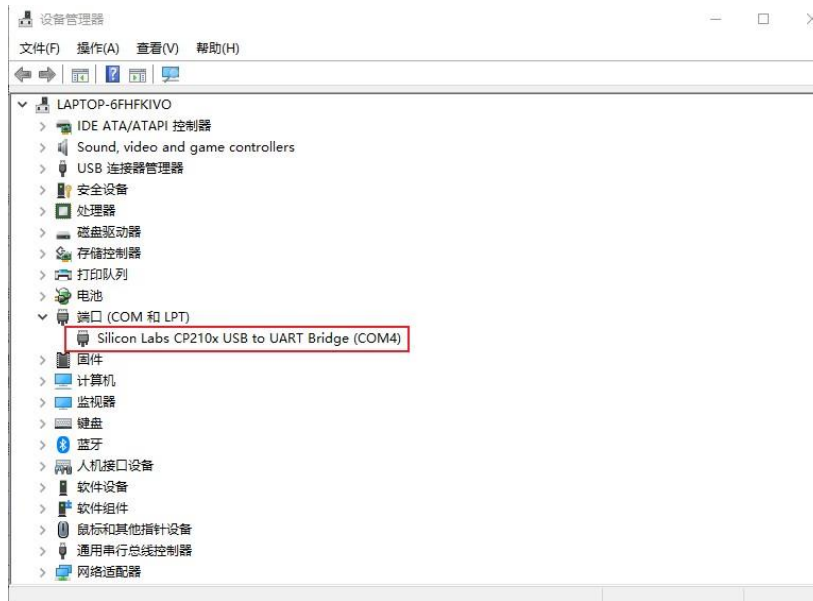 设备管理器
文件(F) 操作(A) 查看(V) 帮助(H)
LAPTOP-6FHFKIVO
IDE ATA/ATAPI 控制器
Sound, video and game controllers
USB 连接器管理器
安全设备
处理器
磁盘驱动器
存储控制器
打印队列
电池
端口 (COM 和 LPT)
Silicon Labs CP210x USB to UART Bridge (COM4)
固件
计算机
监视器
键盘
蓝牙
人机接口设备
软件设备
软件组件
鼠标和其他指针设备
通用串行总线控制器
网络适配器